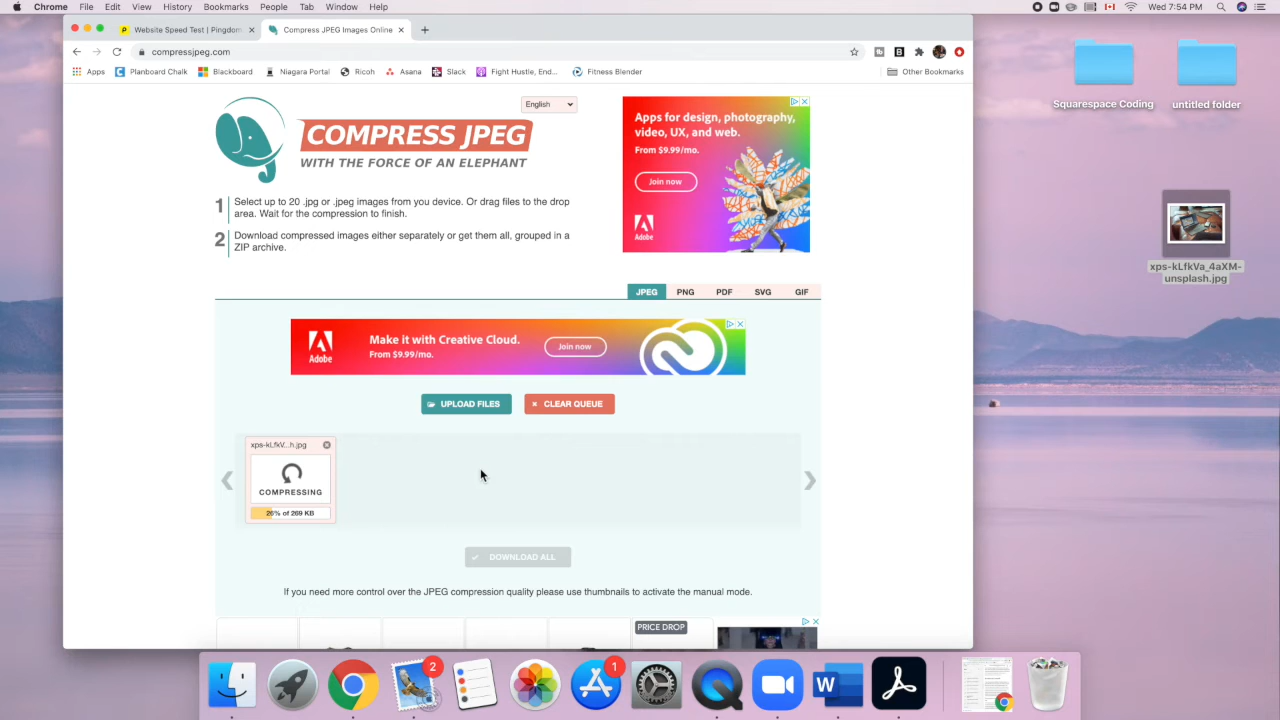 Chrome File Edit View History Bookmarks People Tab Window Help
Wed 7:54 PM
Website Speed Test | Pingdom
Compress JPEG Images Online
compressjpeg.com
Apps Planboard Chalk Blackboard Niagara Portal Ricoh Asana Slack Fight Hustle, End... Fitness Blender Other Bookmarks
Squarespace Coding
untitled folder
xps-kLfkVa_4aXM-
unsplash.jpg
English
COMPRESS JPEG
WITH THE FORCE OF AN ELEPHANT
1 Select up to 20 .jpg or .jpeg images from you device. Or drag files to the drop
area. Wait for the compression to finish.
2 Download compressed images either separately or get them all, grouped in a
ZIP archive.
Apps for design, photography,
video, UX, and web.
From $9.99/mo.
Join now
Adobe
JPEG PNG PDF SVG GIF
Adobe
Make it with Creative Cloud.
From $9.99/mo.
Join now
UPLOAD FILES
CLEAR QUEUE
xps-kLfkV...h.jpg
COMPRESSING
26% of 269 KB
DOWNLOAD ALL
If you need more control over the JPEG compression quality please use thumbnails to activate the manual mode.
PRICE DROP
2
1
W